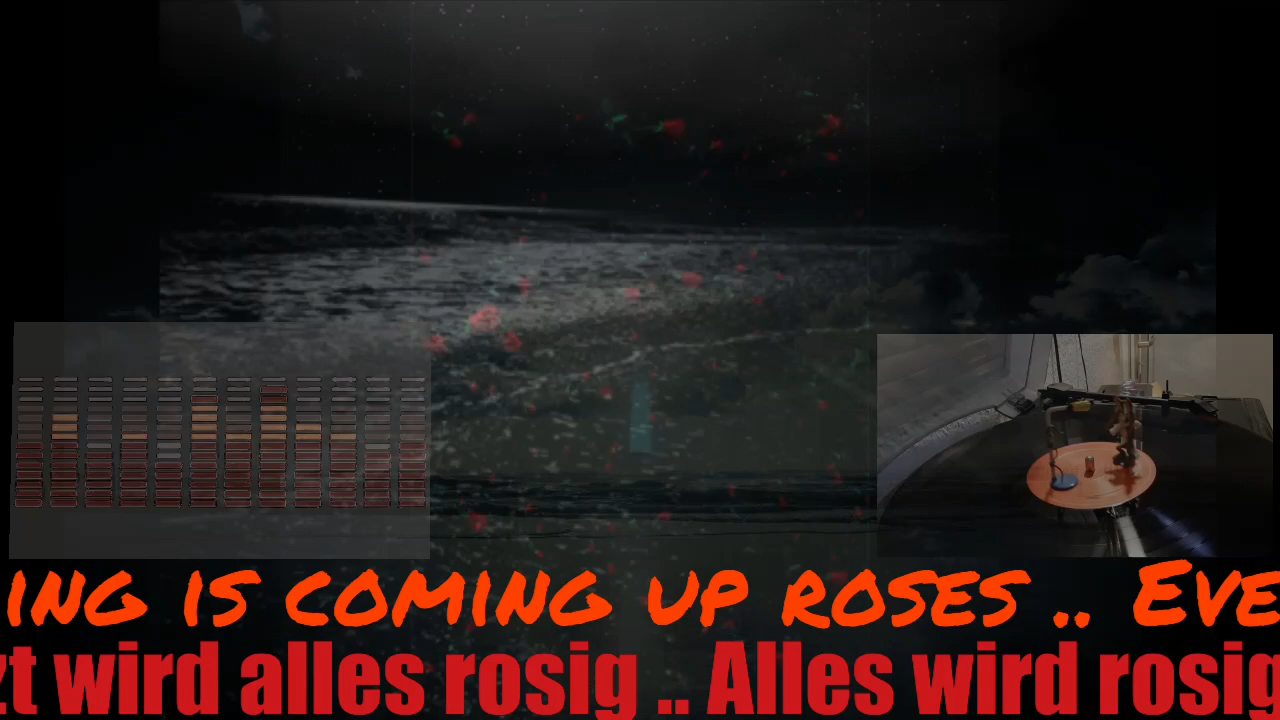 ING IS COMING UP ROSES .. EVE
zt wird alles rosig .. Alles wird rosig